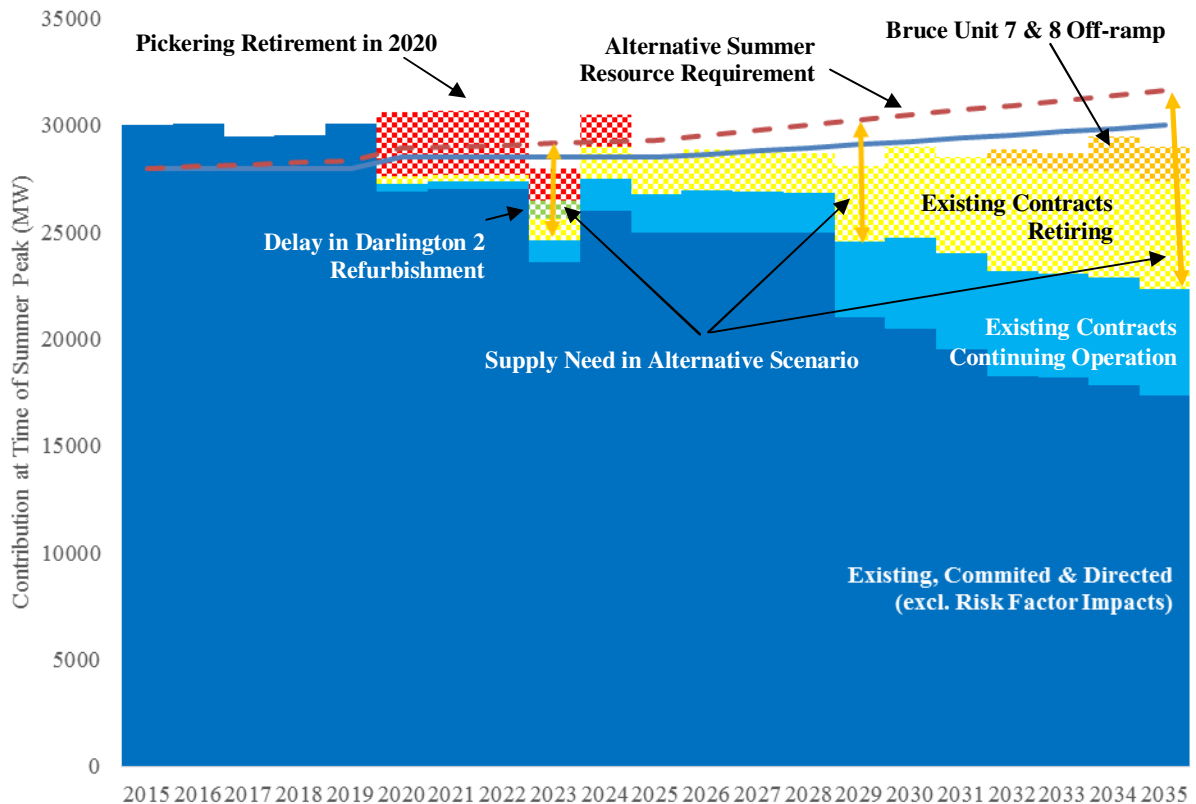 35000
Pickering Retirement in 2020
Alternative Summer
Resource Requirement
Bruce Unit 7 & 8 Off-ramp
30000
25000
Delay in Darlington 2
Refurbishment
Existing Contracts
Retiring
20000
Supply Need in Alternative Scenario
Existing Contracts
Continuing Operation
15000
10000
Existing, Commited & Directed
(excl. Risk Factor Impacts)
5000
0
Contribution at Time of Summer Peak (MW)
2015 2016 2017 2018 2019 2020 2021 2022 2023 2024 2025 2026 2027 2028 2029 2030 2031 2032 2033 2034 2035